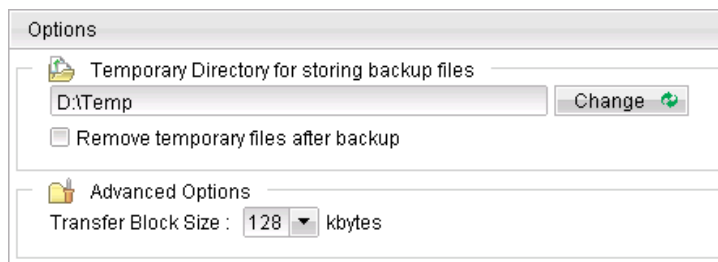 Options
Temporary Directory for storing backup files
D:\Temp Change
Remove temporary files after backup
Advanced Options
Transfer Block Size : 128 kbytes